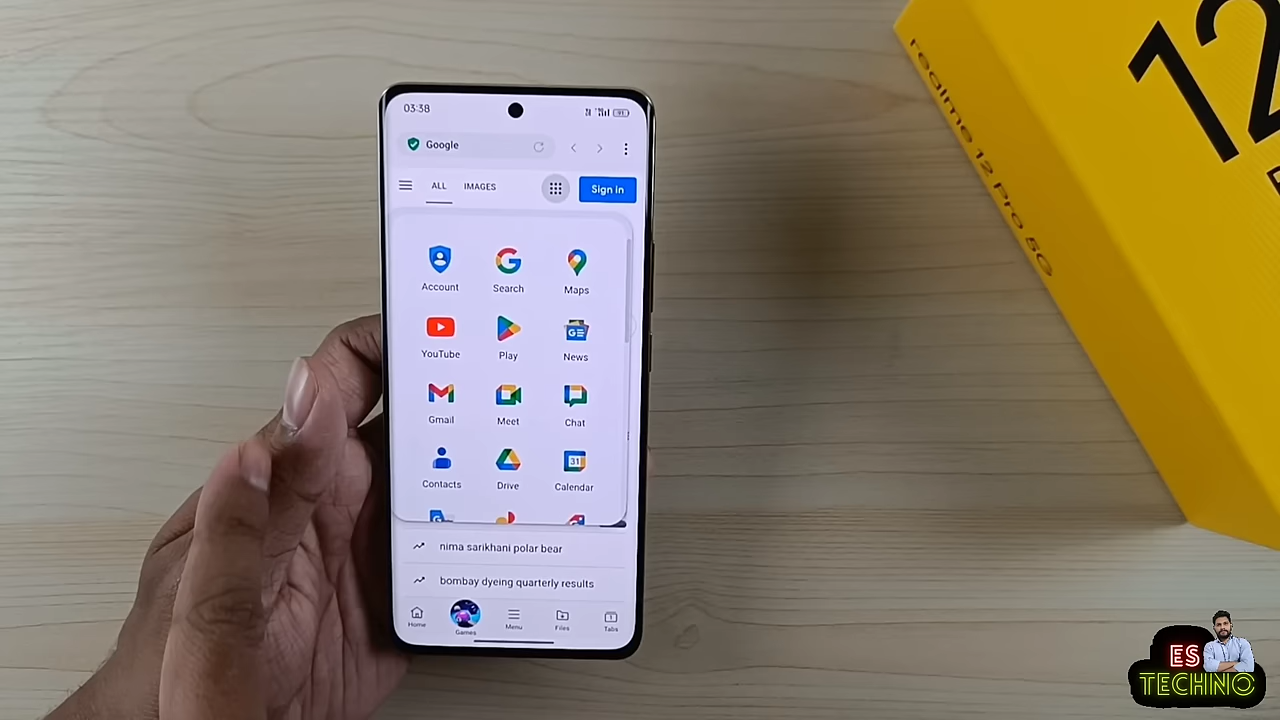 03:38
Google
ALL IMAGES
Sign in
Account Search Maps
YouTube Play News
Gmail Meet Chat
Contacts Drive Calendar
31
nima sarikhani polar bear
bombay dyeing quarterly results
Home Games Menu Files Tabs
12
realme 12 Pro 5G
ES
TECHNO